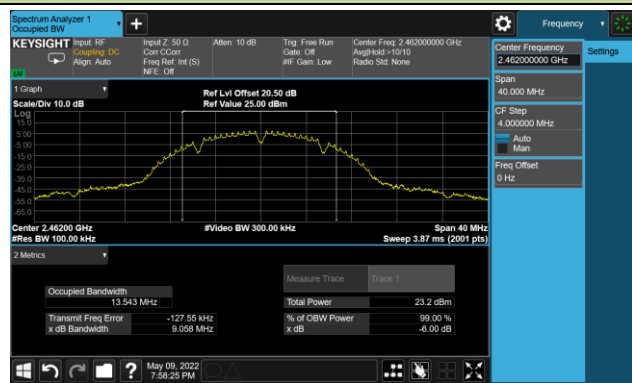 Spectrum Analyzer 1
Occupied BW
Frequency
KEYSIGHT
Input: RF
Coupling: DC
Align: Auto
Input Z: 50 Ω
Corr CCorr
Freq Ref: Int (S)
NFE: Off
Atten: 10 dB
Trig: Free Run
Gate: Off
#IF Gain: Low
Center Freq: 2.462000000 GHz
Avg|Hold:>10/10
Radio Std: None
Center Frequency
2.462000000 GHz
Settings
Span
40.000 MHz
CF Step
4.000000 MHz
Auto
Man
Freq Offset
0 Hz
1 Graph
Scale/Div 10.0 dB
Ref Lvl Offset 20.50 dB
Ref Value 25.00 dBm
Log
15.0
5.00
-5.00
-15.0
-25.0
-35.0
-45.0
-55.0
-65.0
Center 2.46200 GHz
#Res BW 100.00 kHz
#Video BW 300.00 kHz
Span 40 MHz
Sweep 3.87 ms (2001 pts)
2 Metrics
Measure Trace
Trace 1
Occupied Bandwidth
13.543 MHz
Total Power
23.2 dBm
Transmit Freq Error
-127.55 kHz
% of OBW Power
99.00 %
x dB Bandwidth
9.058 MHz
x dB
-6.00 dB
?
May 09, 2022
7:58:25 PM